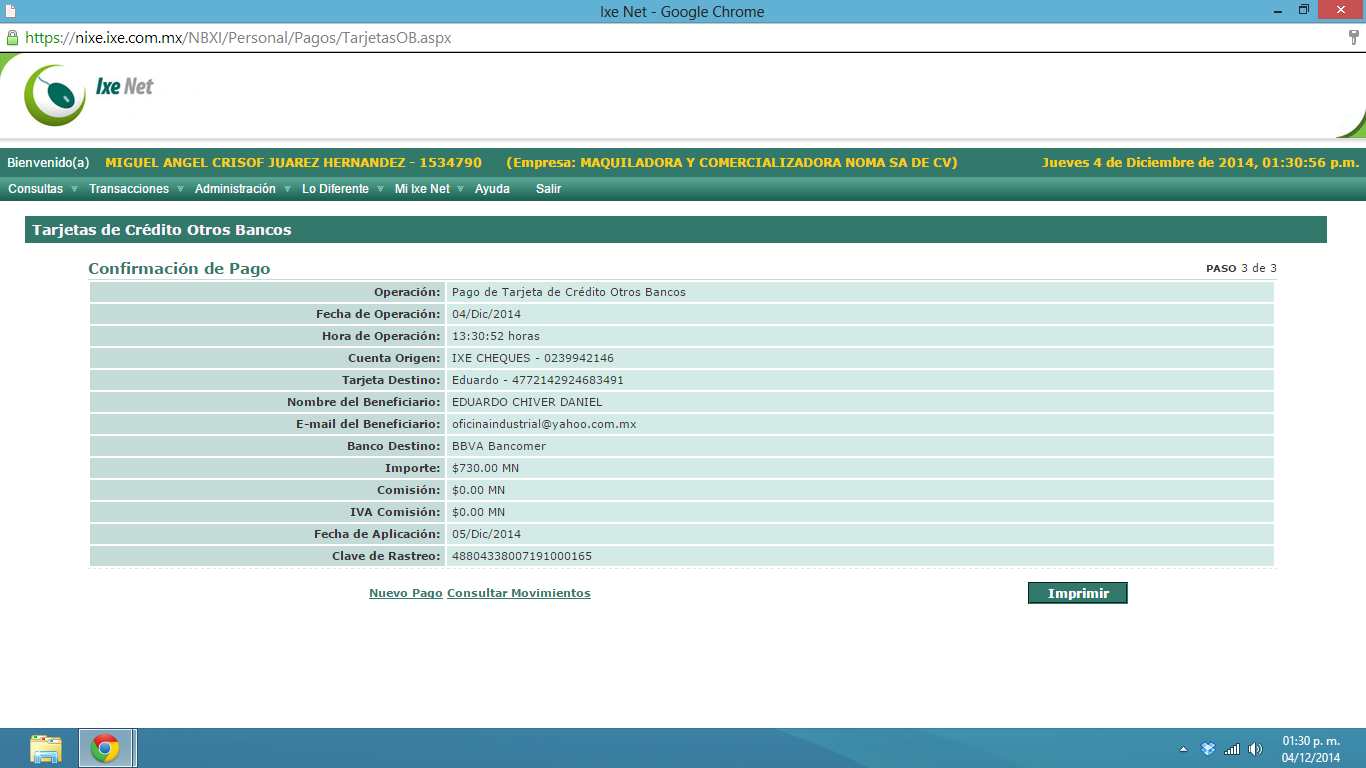 Ixe Net - Google Chrome
https://nixe.ixe.com.mx/NBXI/Personal/Pagos/TarjetasOB.aspx
Ixe Net
Bienvenido(a) MIGUEL ANGEL CRISOF JUAREZ HERNANDEZ - 1534790 (Empresa: MAQUILADORA Y COMERCIALIZADORA NOMA SA DE CV) Jueves 4 de Diciembre de 2014, 01:30:56 p.m.
Consultas Transacciones Administración Lo Diferente Mi Ixe Net Ayuda Salir
Tarjetas de Crédito Otros Bancos
Confirmación de Pago PASO 3 de 3
Operación: Pago de Tarjeta de Crédito Otros Bancos
Fecha de Operación: 04/Dic/2014
Hora de Operación: 13:30:52 horas
Cuenta Origen: IXE CHEQUES - 0239942146
Tarjeta Destino: Eduardo - 4772142924683491
Nombre del Beneficiario: EDUARDO CHIVER DANIEL
E-mail del Beneficiario: oficinaindustrial@yahoo.com.mx
Banco Destino: BBVA Bancomer
Importe: $730.00 MN
Comisión: $0.00 MN
IVA Comisión: $0.00 MN
Fecha de Aplicación: 05/Dic/2014
Clave de Rastreo: 48804338007191000165
Nuevo Pago Consultar Movimientos Imprimir
01:30 p. m.
04/12/2014